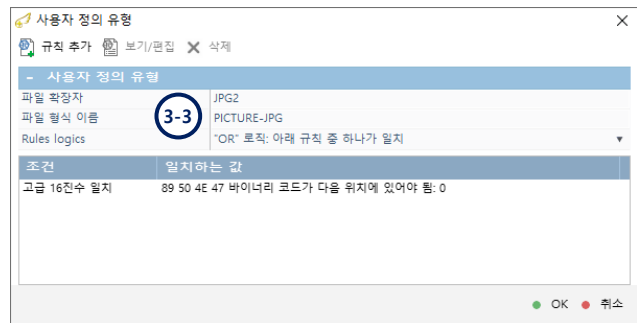 사용자 정의 유형
규칙 추가 보기/편집 삭제
- 사용자 정의 유형
파일 확장자 JPG2
파일 형식 이름 3-3 PICTURE-JPG
Rules logics "OR" 로직: 아래 규칙 중 하나가 일치
조건 일치하는 값
고급 16진수 일치 89 50 4E 47 바이너리 코드가 다음 위치에 있어야 됨: 0
OK 취소